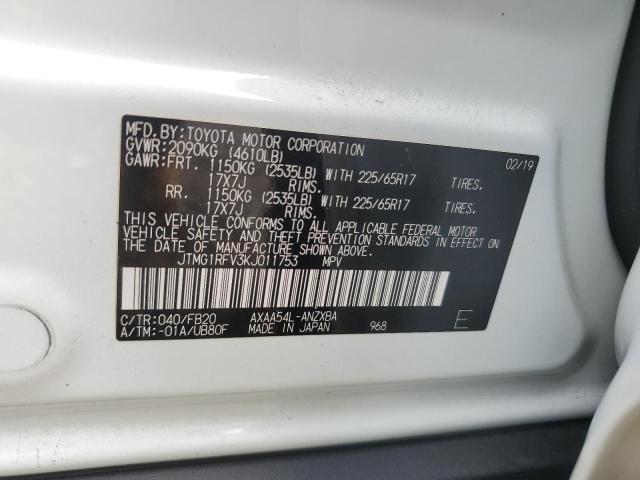 MFD.BY:TOYOTA MOTOR CORPORATION
GVWR:2090KG (4610LB) 02/19
GAWR:FRT. 1150KG (2535LB) WITH 225/65R17 TIRES.
17X7J RIMS.
RR. 1150KG (2535LB) WITH 225/65R17 TIRES.
17X7J RIMS.
THIS VEHICLE CONFORMS TO ALL APPLICABLE FEDERAL MOTOR
VEHICLE SAFETY AND THEFT PREVENTION STANDARDS IN EFFECT ON
THE DATE OF MANUFACTURE SHOWN ABOVE.
JTMG1RFV3KJ011753 MPV
C/TR:040/FB20 AXAA54L-ANZXBA
A/TM:-01A/UB80F MADE IN JAPAN 968 E